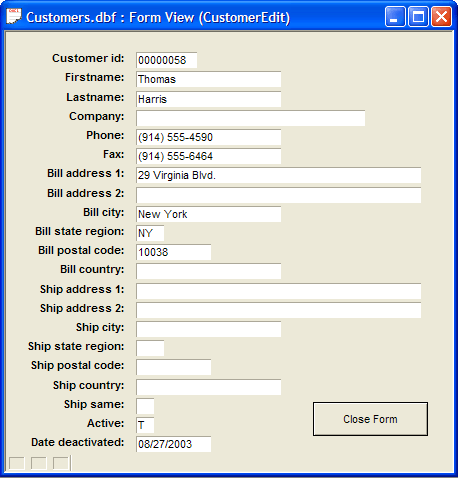 Customers.dbf : Form View (CustomerEdit)
Customer id: 00000058
Firstname: Thomas
Lastname: Harris
Company:
Phone: (914) 555-4590
Fax: (914) 555-6464
Bill address 1: 29 Virginia Blvd.
Bill address 2:
Bill city: New York
Bill state region: NY
Bill postal code: 10038
Bill country:
Ship address 1:
Ship address 2:
Ship city:
Ship state region:
Ship postal code:
Ship country:
Ship same:
Active: T
Close Form
Date deactivated: 08/27/2003